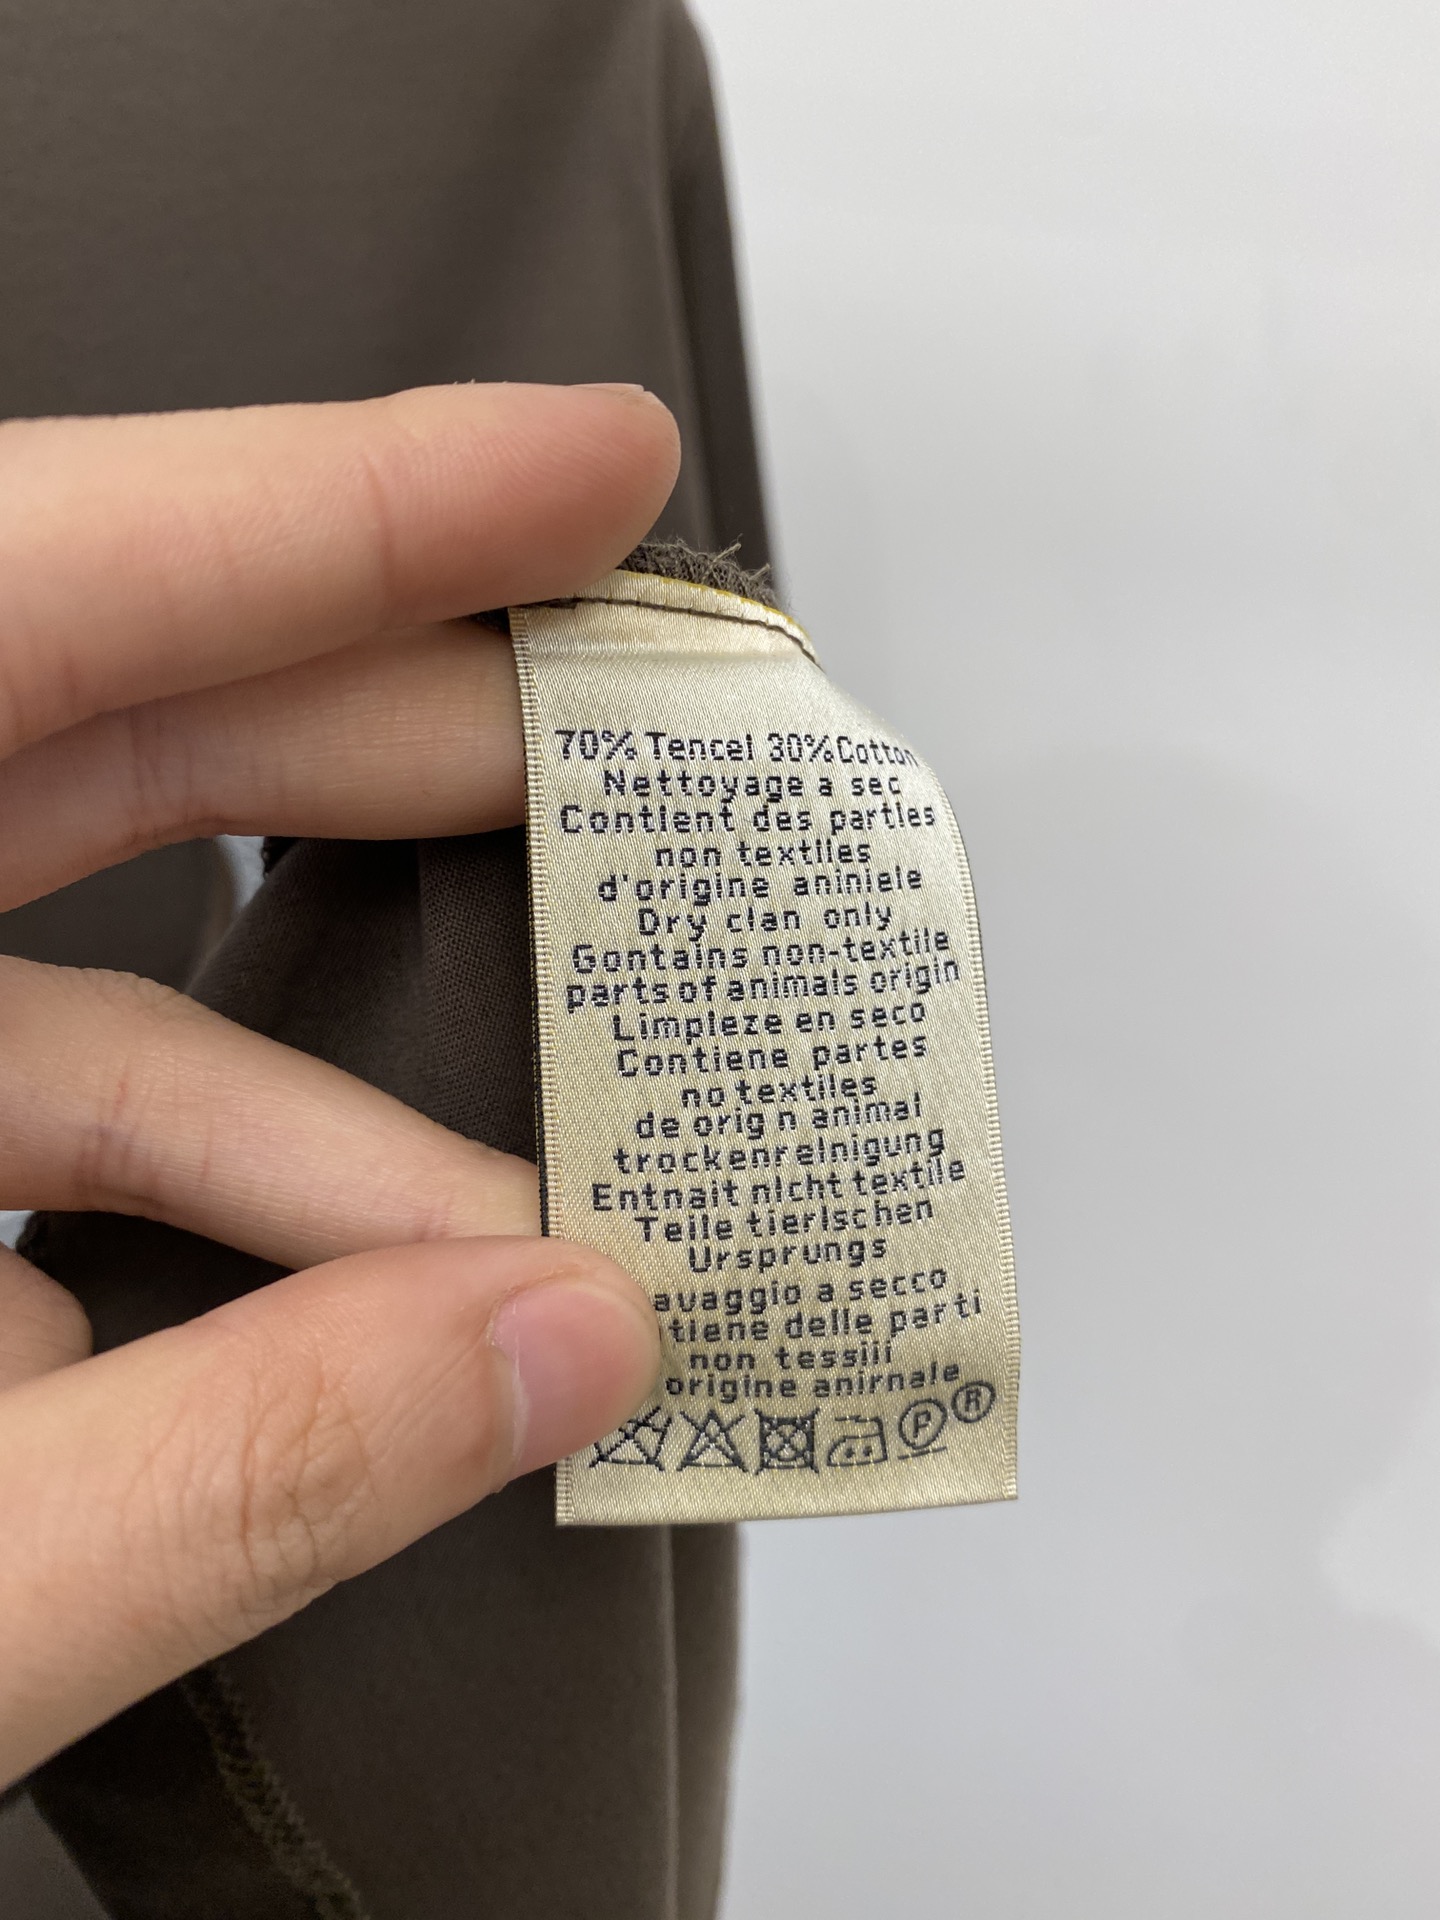 70% Tencel 30% Cotton
Nettoyage a sec
Contient des parties
non textiles
d'origine aniniele
Dry clan only
Gontains non-textile
parts of animals origin
Limpieze en seco
Contiene partes
no textiles
de orig n animal
trockenreinigung
Entnait nicht textile
Teile tierischen
Ursprungs
avaggio a secco
tiene delle parti
non tessiii
origine anirnale
P ®